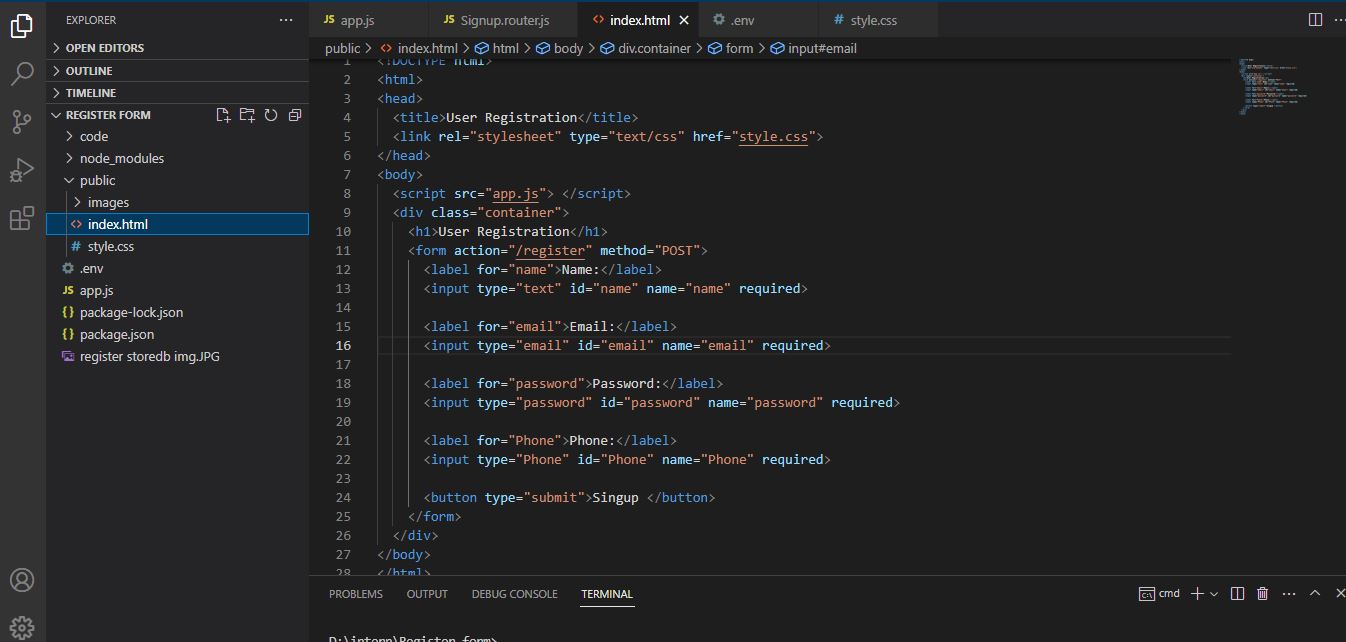 EXPLORER
OPEN EDITORS
OUTLINE
TIMELINE
REGISTER FORM
code
node_modules
public
images
index.html
style.css
.env
app.js
package-lock.json
package.json
register storedb img.JPG
app.js Signup.router.js index.html .env style.css
public > index.html > html > body > div.container > form > input#email
1 <!DOCTYPE html>
2 <html>
3 <head>
4 <title>User Registration</title>
5 <link rel="stylesheet" type="text/css" href="style.css">
6 </head>
7 <body>
8 <script src="app.js"> </script>
9 <div class="container">
10 <h1>User Registration</h1>
11 <form action="/register" method="POST">
12 <label for="name">Name:</label>
13 <input type="text" id="name" name="name" required>
14
15 <label for="email">Email:</label>
16 <input type="email" id="email" name="email" required>
17
18 <label for="password">Password:</label>
19 <input type="password" id="password" name="password" required>
20
21 <label for="Phone">Phone:</label>
22 <input type="Phone" id="Phone" name="Phone" required>
23
24 <button type="submit">Singup </button>
25 </form>
26 </div>
27 </body>
28 </html>
PROBLEMS OUTPUT DEBUG CONSOLE TERMINAL cmd
D:\intern\Register form>